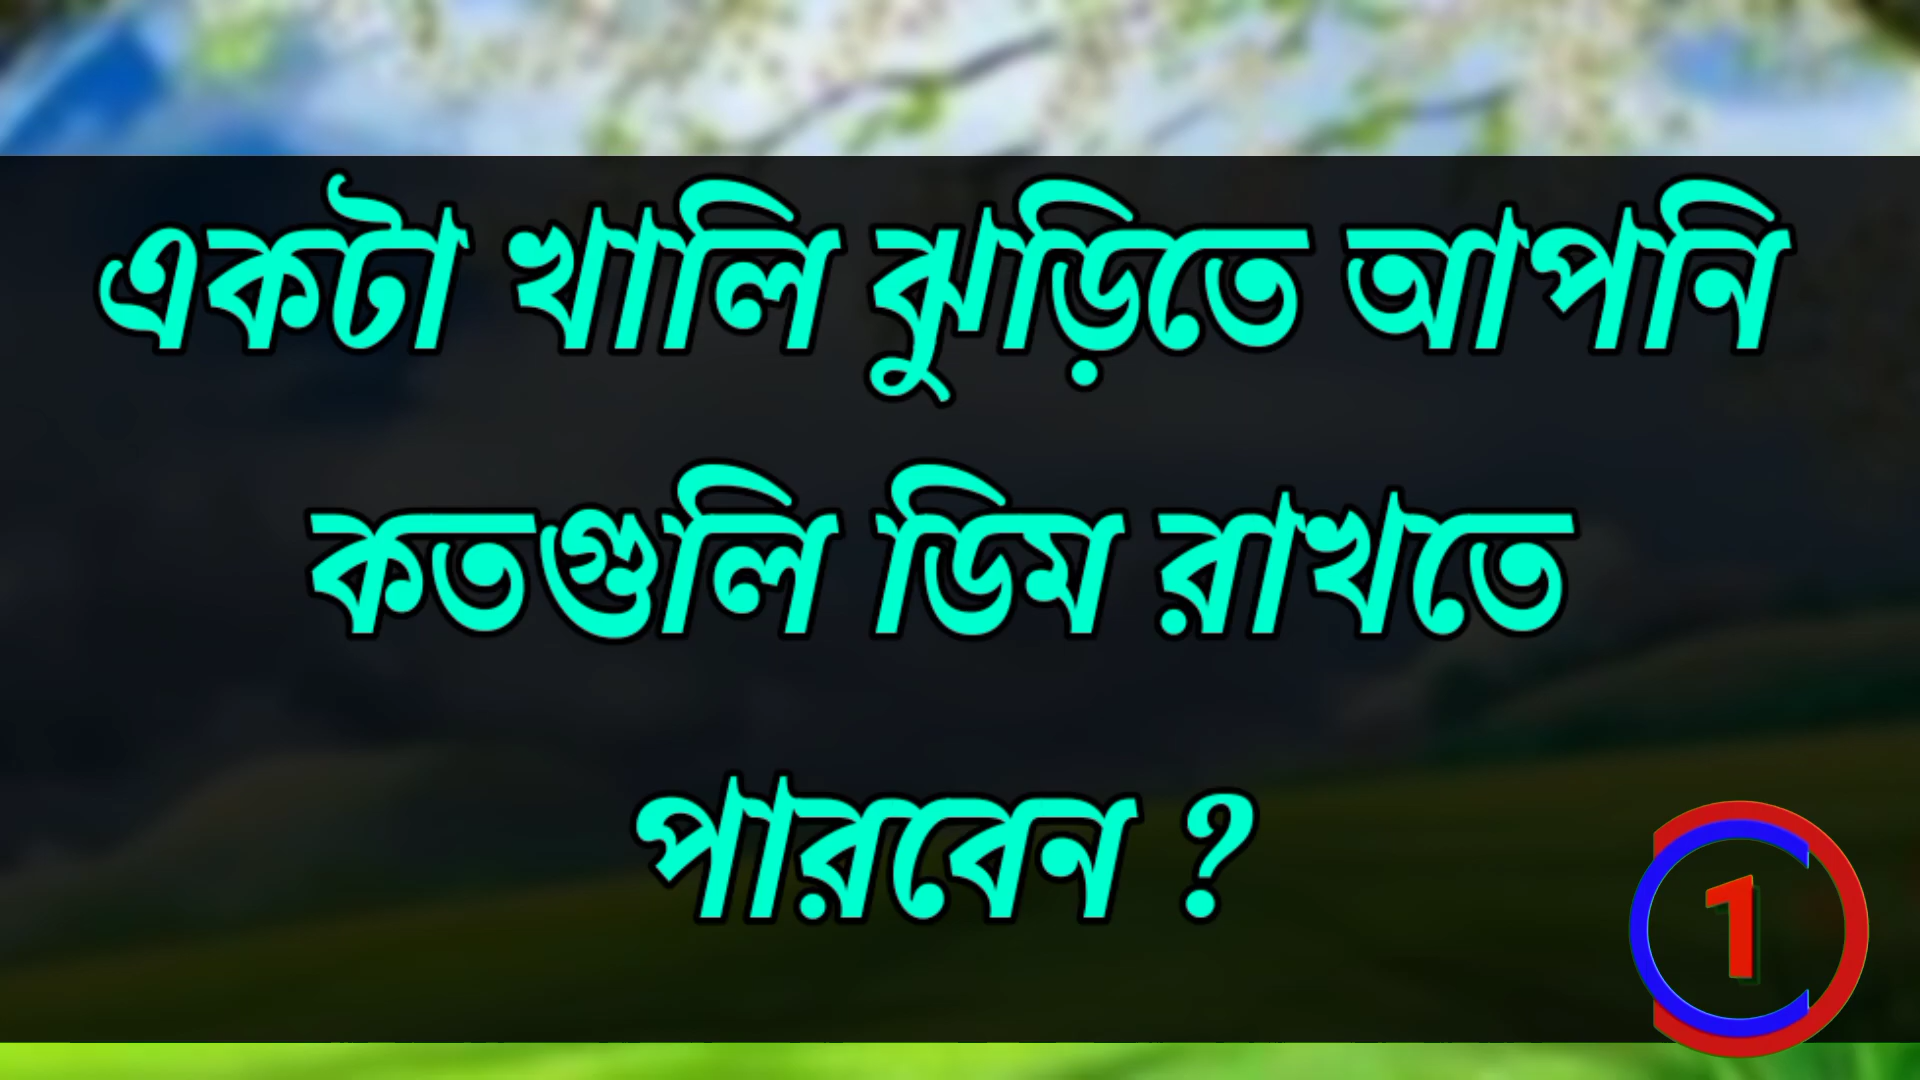 একটা খালি ঝুড়িতে আপনি
কতগুলি ডিম রাখতে
পারবেন ?
1